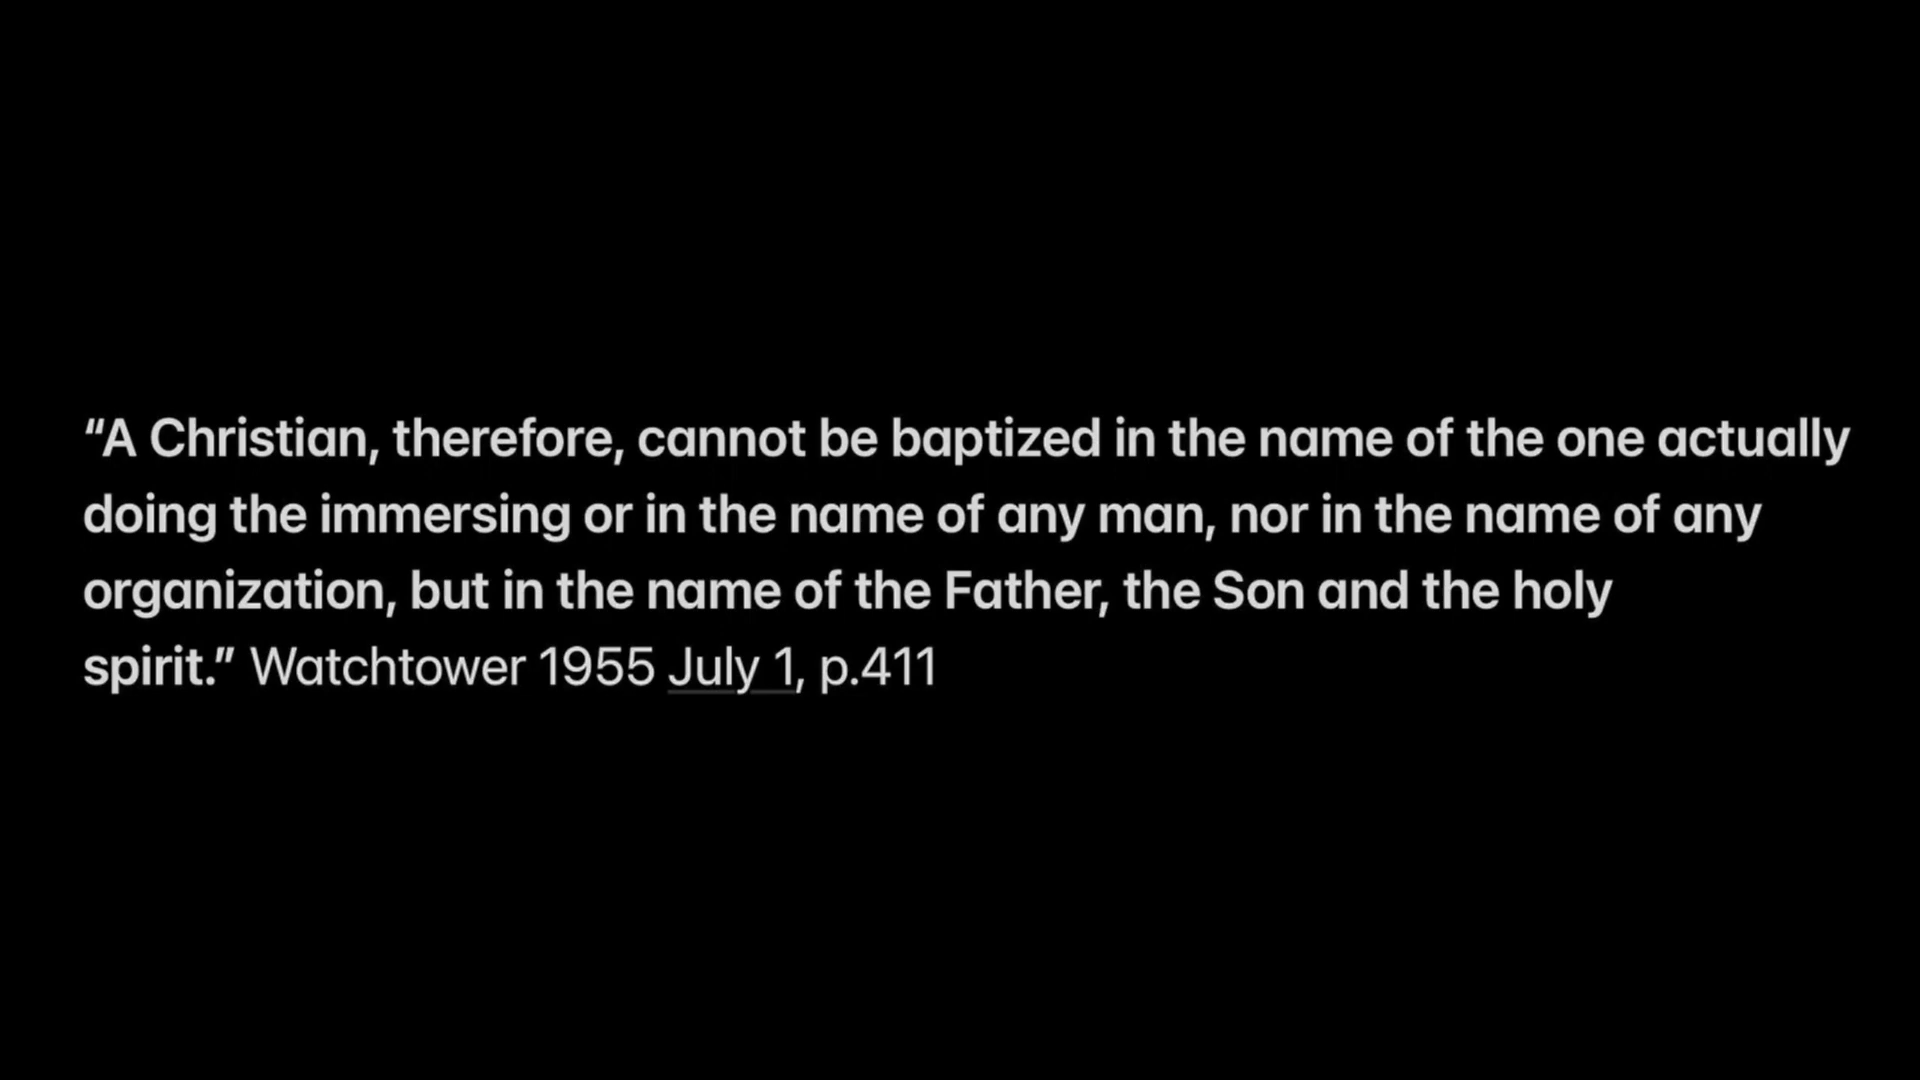 “A Christian, therefore, cannot be baptized in the name of the one actually
doing the immersing or in the name of any man, nor in the name of any
organization, but in the name of the Father, the Son and the holy
spirit.” Watchtower 1955 July 1, p.411